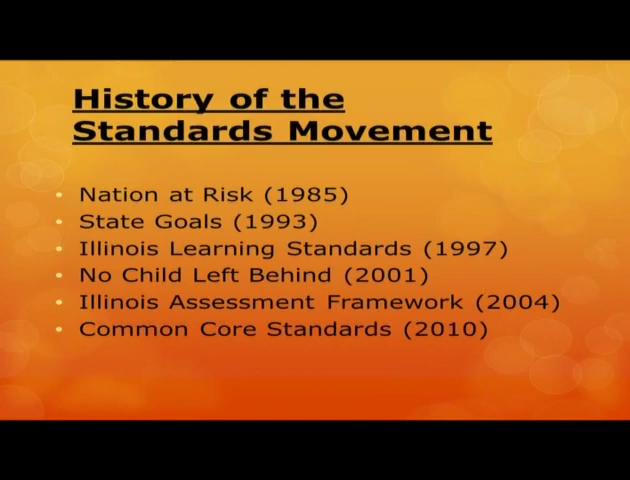 History of the
Standards Movement
• Nation at Risk (1985)
• State Goals (1993)
• Illinois Learning Standards (1997)
• No Child Left Behind (2001)
• Illinois Assessment Framework (2004)
• Common Core Standards (2010)